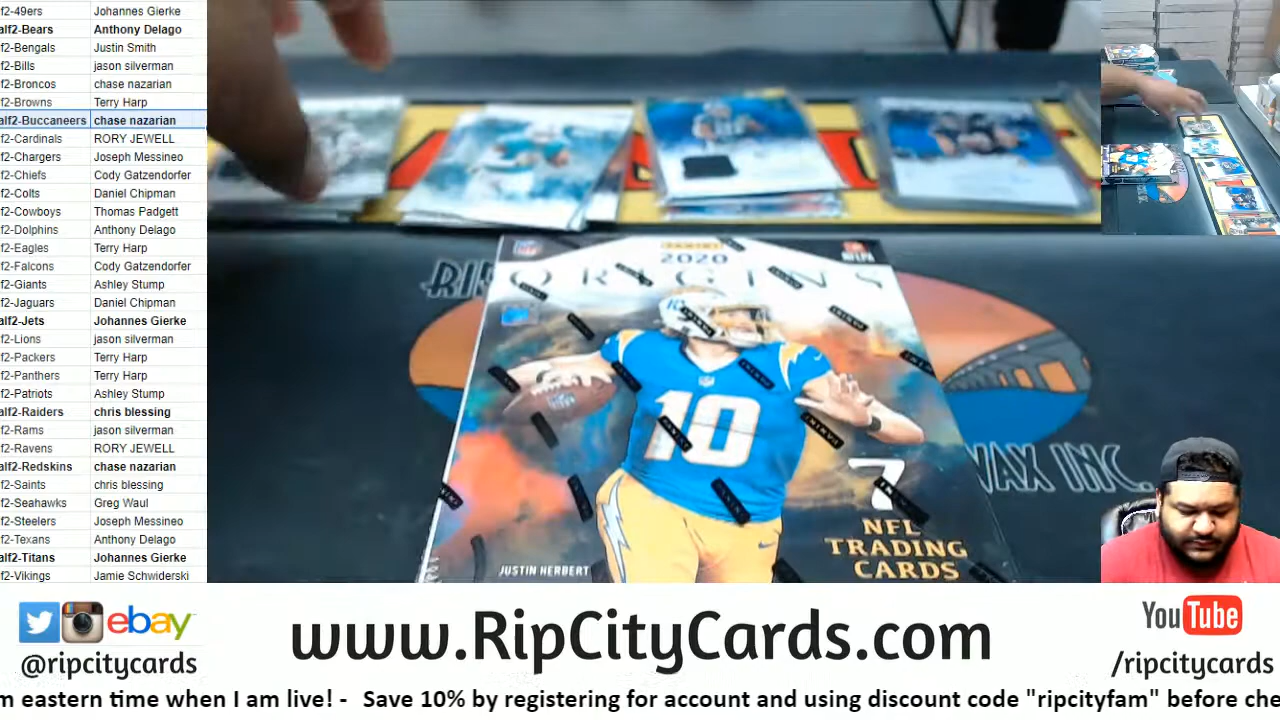 f2-49ers Johannes Gierke
alf2-Bears Anthony Delago
f2-Bengals Justin Smith
f2-Bills jason silverman
f2-Broncos chase nazarian
f2-Browns Terry Harp
alf2-Buccaneers chase nazarian
f2-Cardinals RORY JEWELL
f2-Chargers Joseph Messineo
f2-Chiefs Cody Gatzendorfer
f2-Colts Daniel Chipman
f2-Cowboys Thomas Padgett
f2-Dolphins Anthony Delago
f2-Eagles Terry Harp
f2-Falcons Cody Gatzendorfer
f2-Giants Ashley Stump
f2-Jaguars Daniel Chipman
alf2-Jets Johannes Gierke
f2-Lions jason silverman
f2-Packers Terry Harp
f2-Panthers Terry Harp
f2-Patriots Ashley Stump
alf2-Raiders chris blessing
f2-Rams jason silverman
f2-Ravens RORY JEWELL
alf2-Redskins chase nazarian
f2-Saints chris blessing
f2-Seahawks Greg Waul
f2-Steelers Joseph Messineo
f2-Texans Anthony Delago
alf2-Titans Johannes Gierke
f2-Vikings Jamie Schwiderski
PANINI
2020
ORIGINS
NFL
NFLPA
10
7
NFL
TRADING
CARDS
JUSTIN HERBERT
RI
WAX INC.
ebay
@ripcitycards
www.RipCityCards.com
YouTube
/ripcitycards
m eastern time when I am live! - Save 10% by registering for account and using discount code "ripcityfam" before che